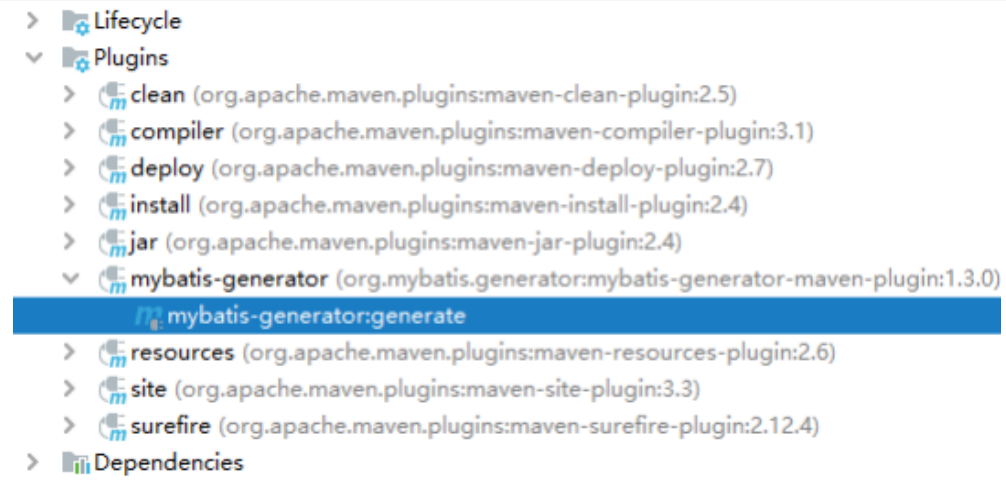 Lifecycle
Plugins
clean (org.apache.maven.plugins:maven-clean-plugin:2.5)
compiler (org.apache.maven.plugins:maven-compiler-plugin:3.1)
deploy (org.apache.maven.plugins:maven-deploy-plugin:2.7)
install (org.apache.maven.plugins:maven-install-plugin:2.4)
jar (org.apache.maven.plugins:maven-jar-plugin:2.4)
mybatis-generator (org.mybatis.generator:mybatis-generator-maven-plugin:1.3.0)
mybatis-generator:generate
resources (org.apache.maven.plugins:maven-resources-plugin:2.6)
site (org.apache.maven.plugins:maven-site-plugin:3.3)
surefire (org.apache.maven.plugins:maven-surefire-plugin:2.12.4)
Dependencies